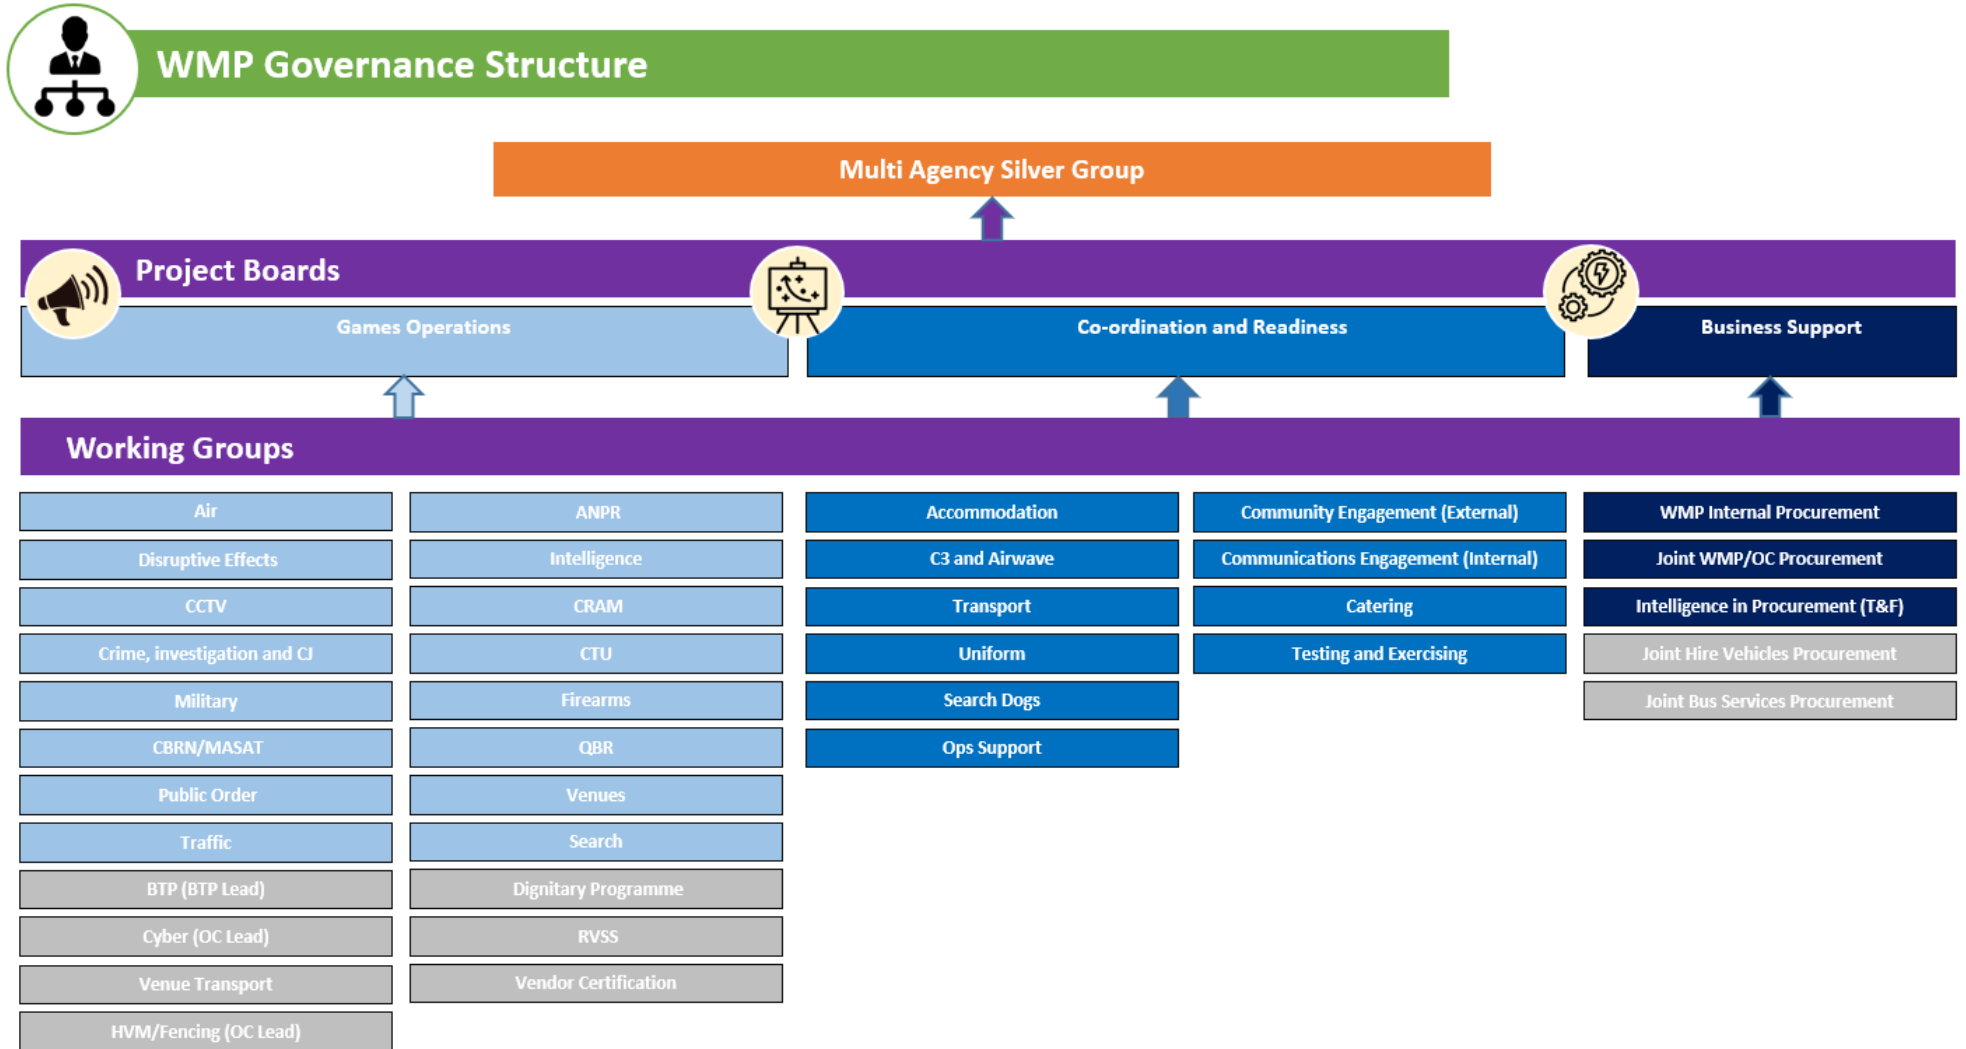 WMP Governance Structure
Multi Agency Silver Group
Project Boards
Games Operations
Co-ordination and Readiness
Business Support
Working Groups
Air
Disruptive Effects
CCTV
Crime, investigation and CJ
Military
CBRN/MASAT
Public Order
Traffic
BTP (BTP Lead)
Cyber (OC Lead)
Venue Transport
HVM/Fencing (OC Lead)
ANPR
Intelligence
CRAM
CTU
Firearms
QBR
Venues
Search
Dignitary Programme
RVSS
Vendor Certification
Accommodation
C3 and Airwave
Transport
Uniform
Search Dogs
Ops Support
Community Engagement (External)
Communications Engagement (Internal)
Catering
Testing and Exercising
WMP Internal Procurement
Joint WMP/OC Procurement
Intelligence in Procurement (T&F)
Joint Hire Vehicles Procurement
Joint Bus Services Procurement